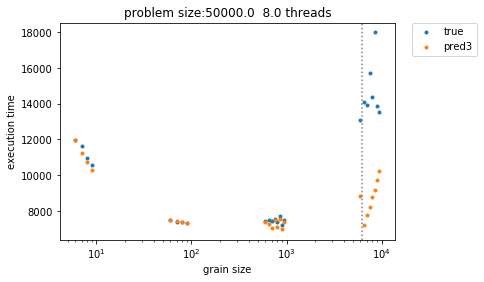 problem size:50000.0  8.0 threads
true
pred3
18000
16000
14000
12000
10000
8000
execution time
10¹
10²
10³
10⁴
grain size